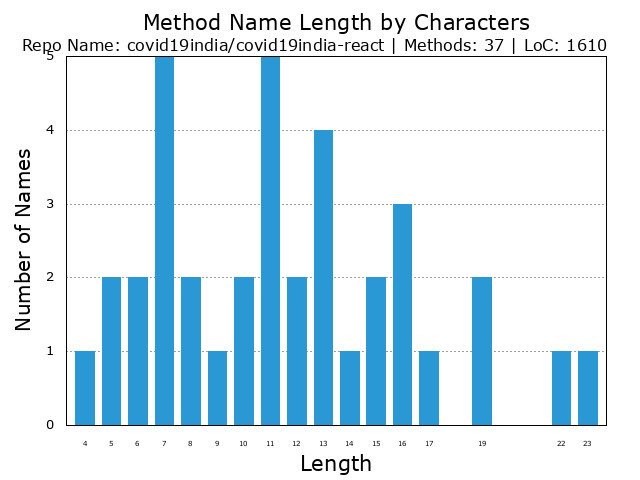 Method Name Length by Characters
Repo Name: covid19india/covid19india-react | Methods: 37 | LoC: 1610
5
4
3
2
1
0
Number of Names
4 5 6 7 8 9 10 11 12 13 14 15 16 17 19 22 23
Length